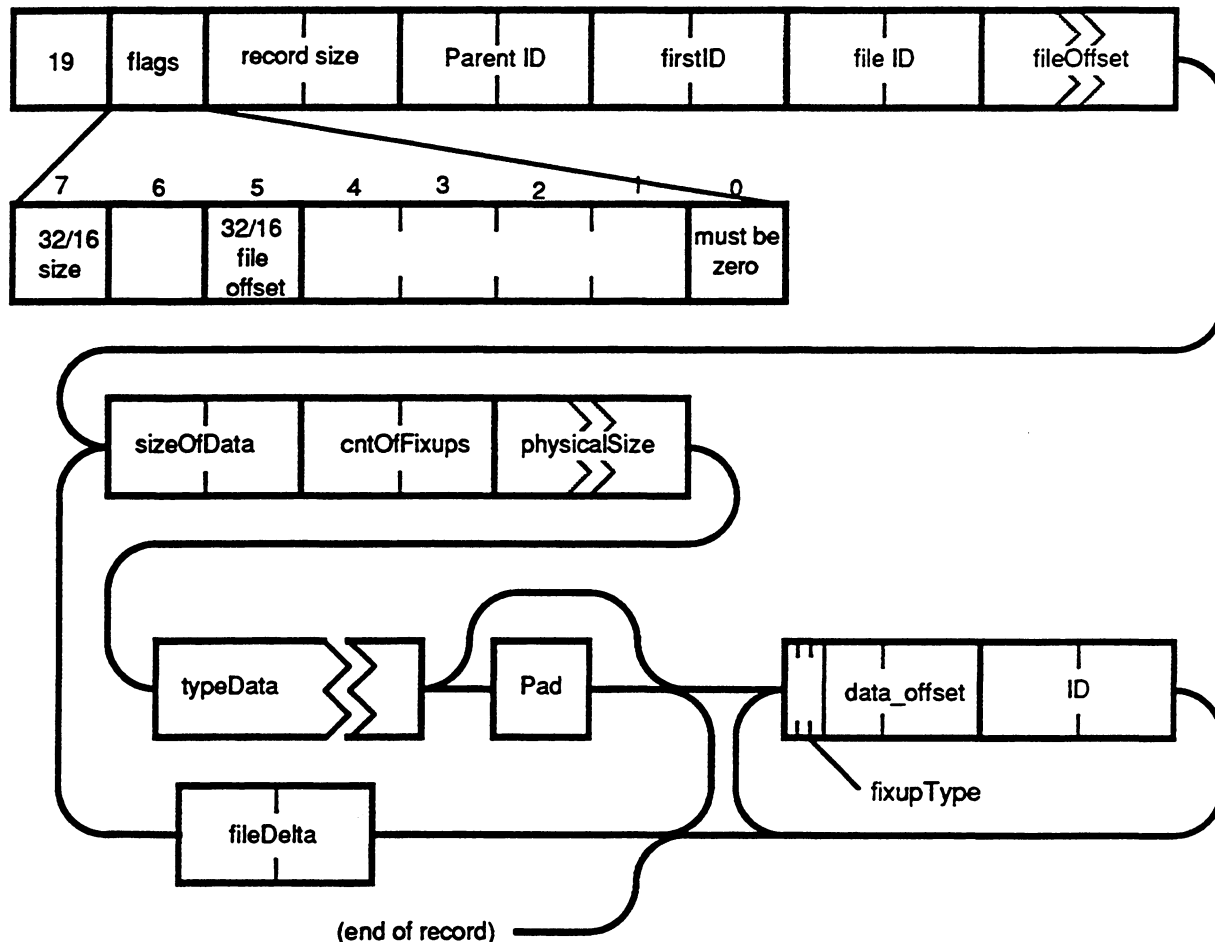 19 flags record size Parent ID firstID file ID fileOffset
7 6 5 4 3 2 1 0
32/16
size
32/16
file
offset
must be
zero
sizeOfData cntOfFixups physicalSize
typeData Pad data_offset ID
fixupType
fileDelta
(end of record)